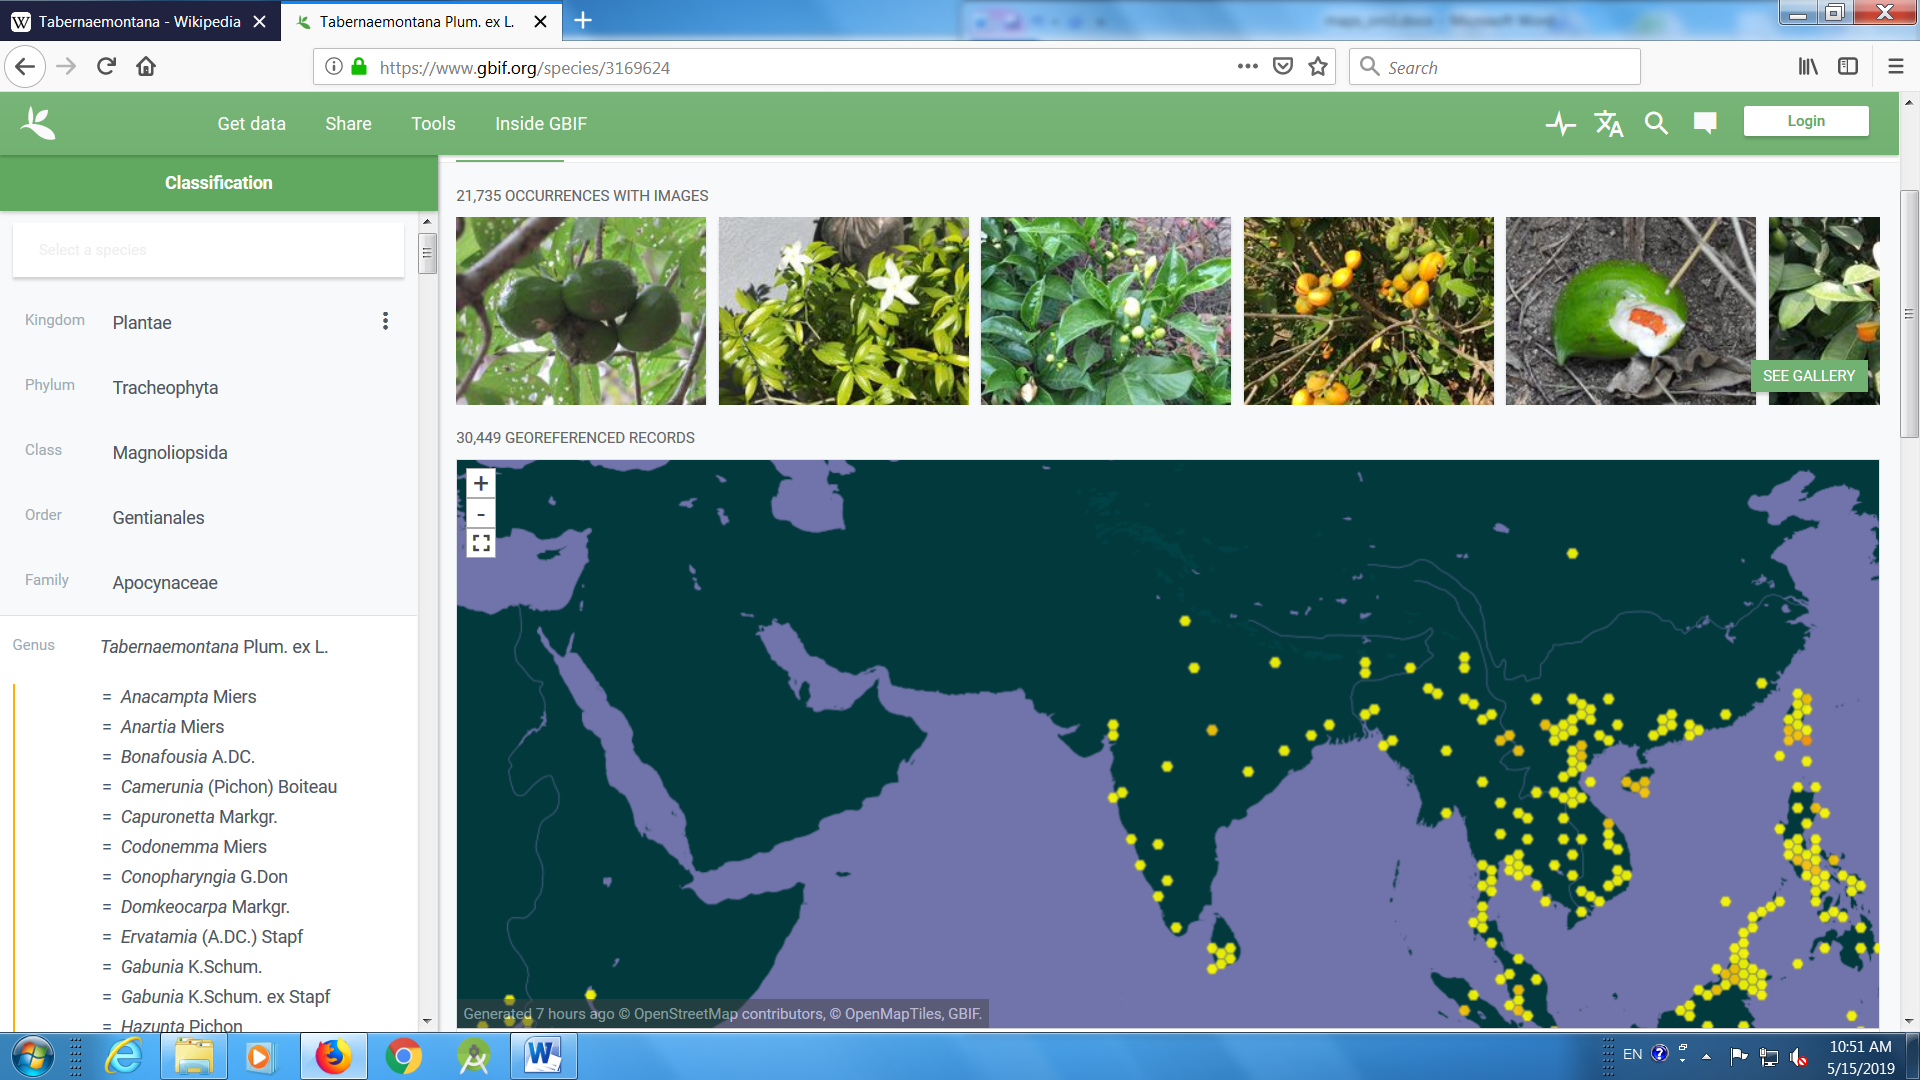 Tabernaemontana - Wikipedia
Tabernaemontana Plum. ex L.
https://www.gbif.org/species/3169624
Search
Get data
Share
Tools
Inside GBIF
Login
Classification
Select a species
Kingdom Plantae
Phylum Tracheophyta
Class Magnoliopsida
Order Gentianales
Family Apocynaceae
Genus Tabernaemontana Plum. ex L.
= Anacampta Miers
= Anartia Miers
= Bonafousia A.DC.
= Camerunia (Pichon) Boiteau
= Capuronetta Markgr.
= Codonemma Miers
= Conopharyngia G.Don
= Domkeocarpa Markgr.
= Ervatamia (A.DC.) Stapf
= Gabunia K.Schum.
= Gabunia K.Schum. ex Stapf
= Hazunta Pichon
21,735 OCCURRENCES WITH IMAGES
SEE GALLERY
30,449 GEOREFERENCED RECORDS
+
-
Generated 7 hours ago © OpenStreetMap contributors, © OpenMapTiles, GBIF.
EN
10:51 AM
5/15/2019